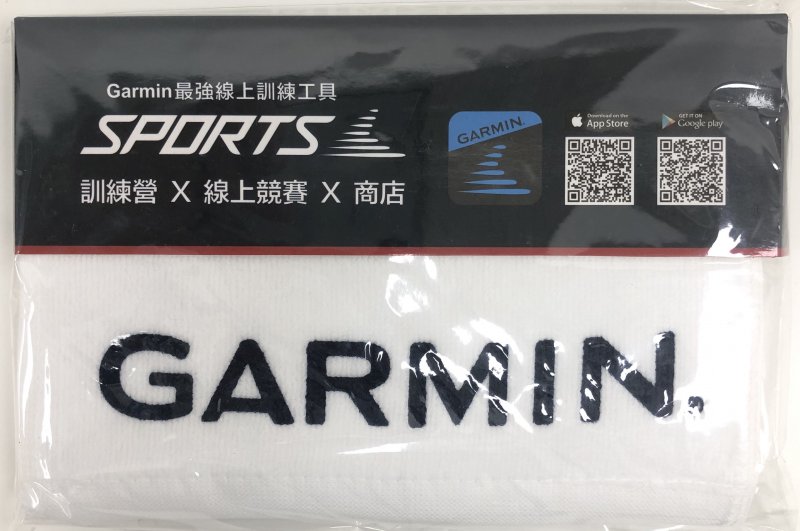 Garmin最強線上訓練工具
SPORTS
訓練營 X 線上競賽 X 商店
GARMIN.
Download on the
App Store
GET IT ON
Google play
GARMIN.